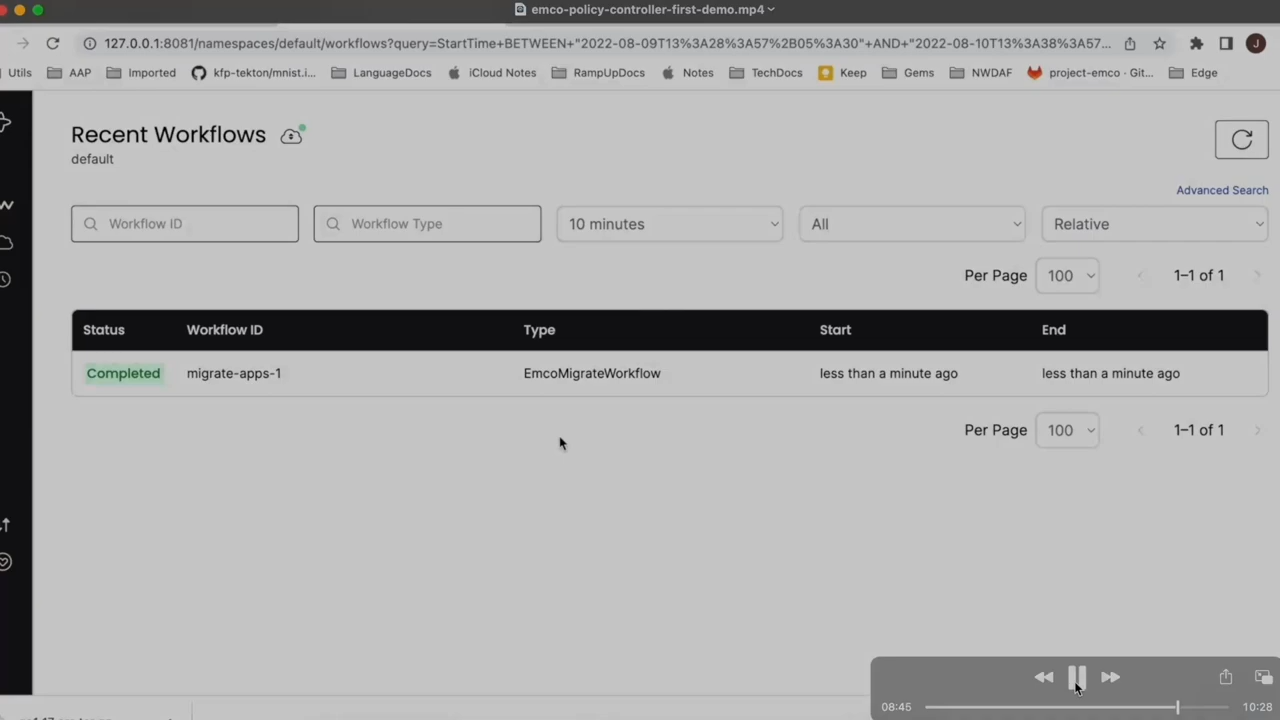 emco-policy-controller-first-demo.mp4
127.0.0.1:8081/namespaces/default/workflows?query=StartTime+BETWEEN+"2022-08-09T13%3A28%3A57%2B05%3A30"+AND+"2022-08-10T13%3A38%3A57... J
Utils AAP Imported kfp-tekton/mnist.i... LanguageDocs iCloud Notes RampUpDocs Notes TechDocs Keep Gems NWDAF project-emco · Git... Edge
Recent Workflows
default
Advanced Search
Workflow ID Workflow Type 10 minutes All Relative
Per Page 100 1–1 of 1
Status Workflow ID Type Start End
Completed migrate-apps-1 EmcoMigrateWorkflow less than a minute ago less than a minute ago
Per Page 100 1–1 of 1
08:45 10:28